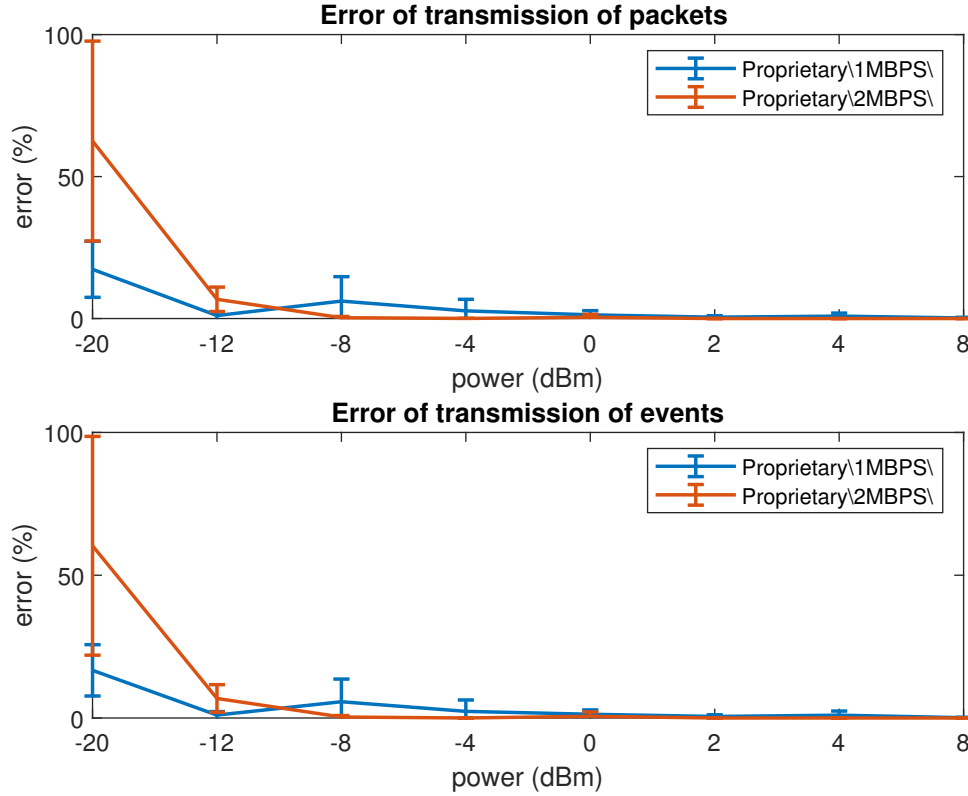 Error of transmission of packets
100
50
0
error (%)
Proprietary\1MBPS\
Proprietary\2MBPS\
-20 -12 -8 -4 0 2 4 8
power (dBm)
Error of transmission of events
100
50
0
error (%)
Proprietary\1MBPS\
Proprietary\2MBPS\
-20 -12 -8 -4 0 2 4 8
power (dBm)